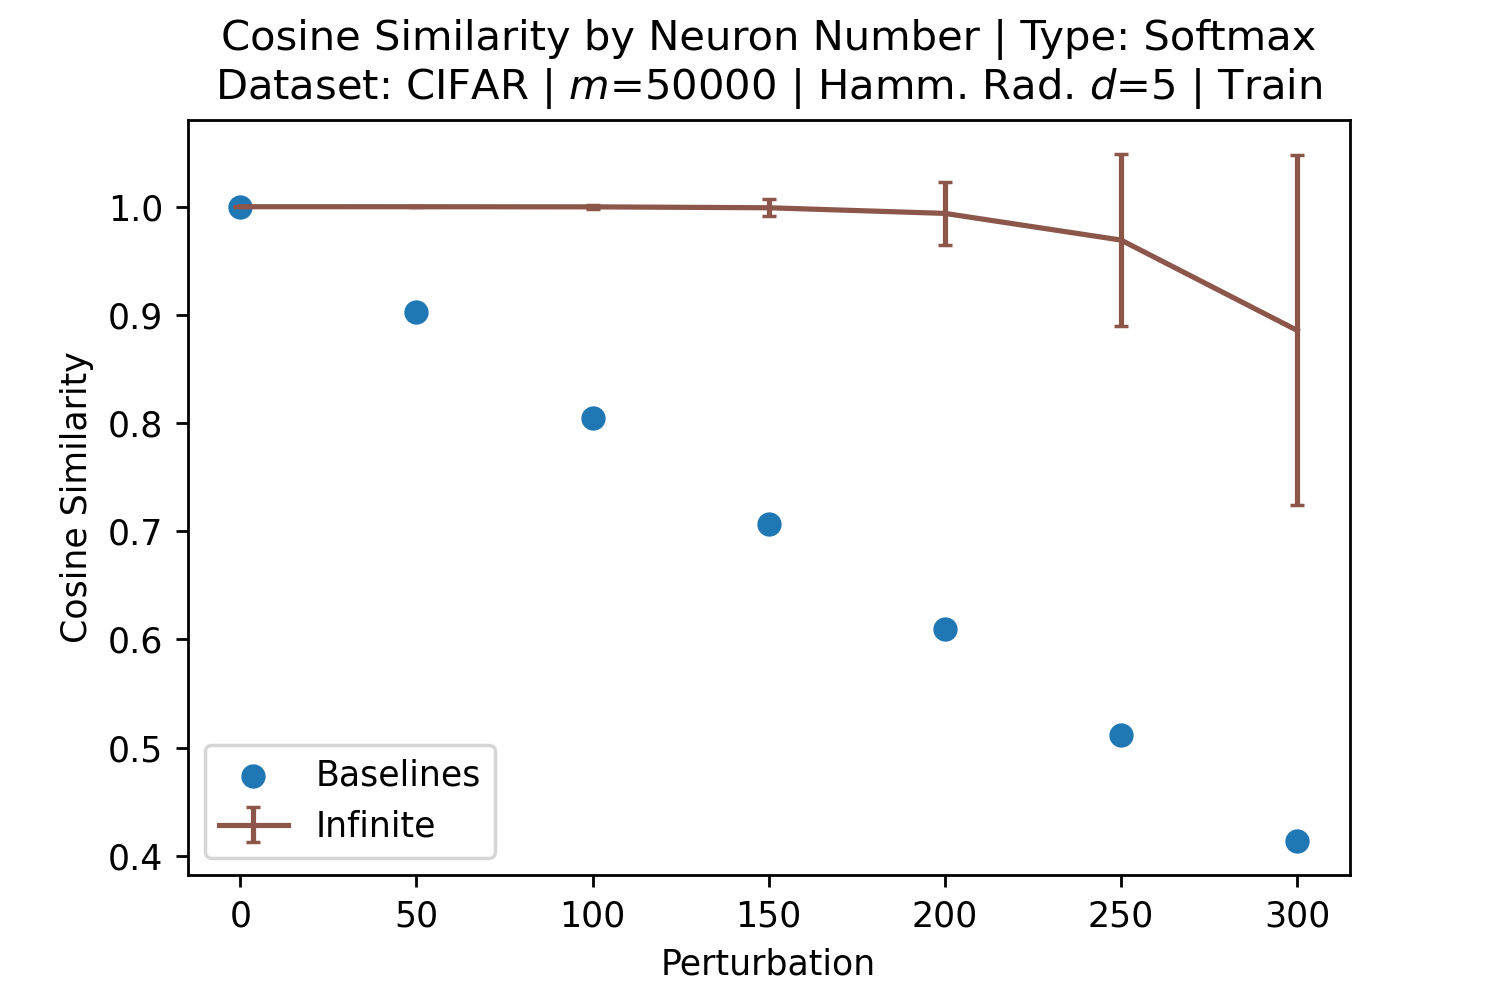 Cosine Similarity by Neuron Number | Type: Softmax
Dataset: CIFAR | m=50000 | Hamm. Rad. d=5 | Train
Cosine Similarity
1.0
0.9
0.8
0.7
0.6
0.5
0.4
Baselines
Infinite
0 50 100 150 200 250 300
Perturbation